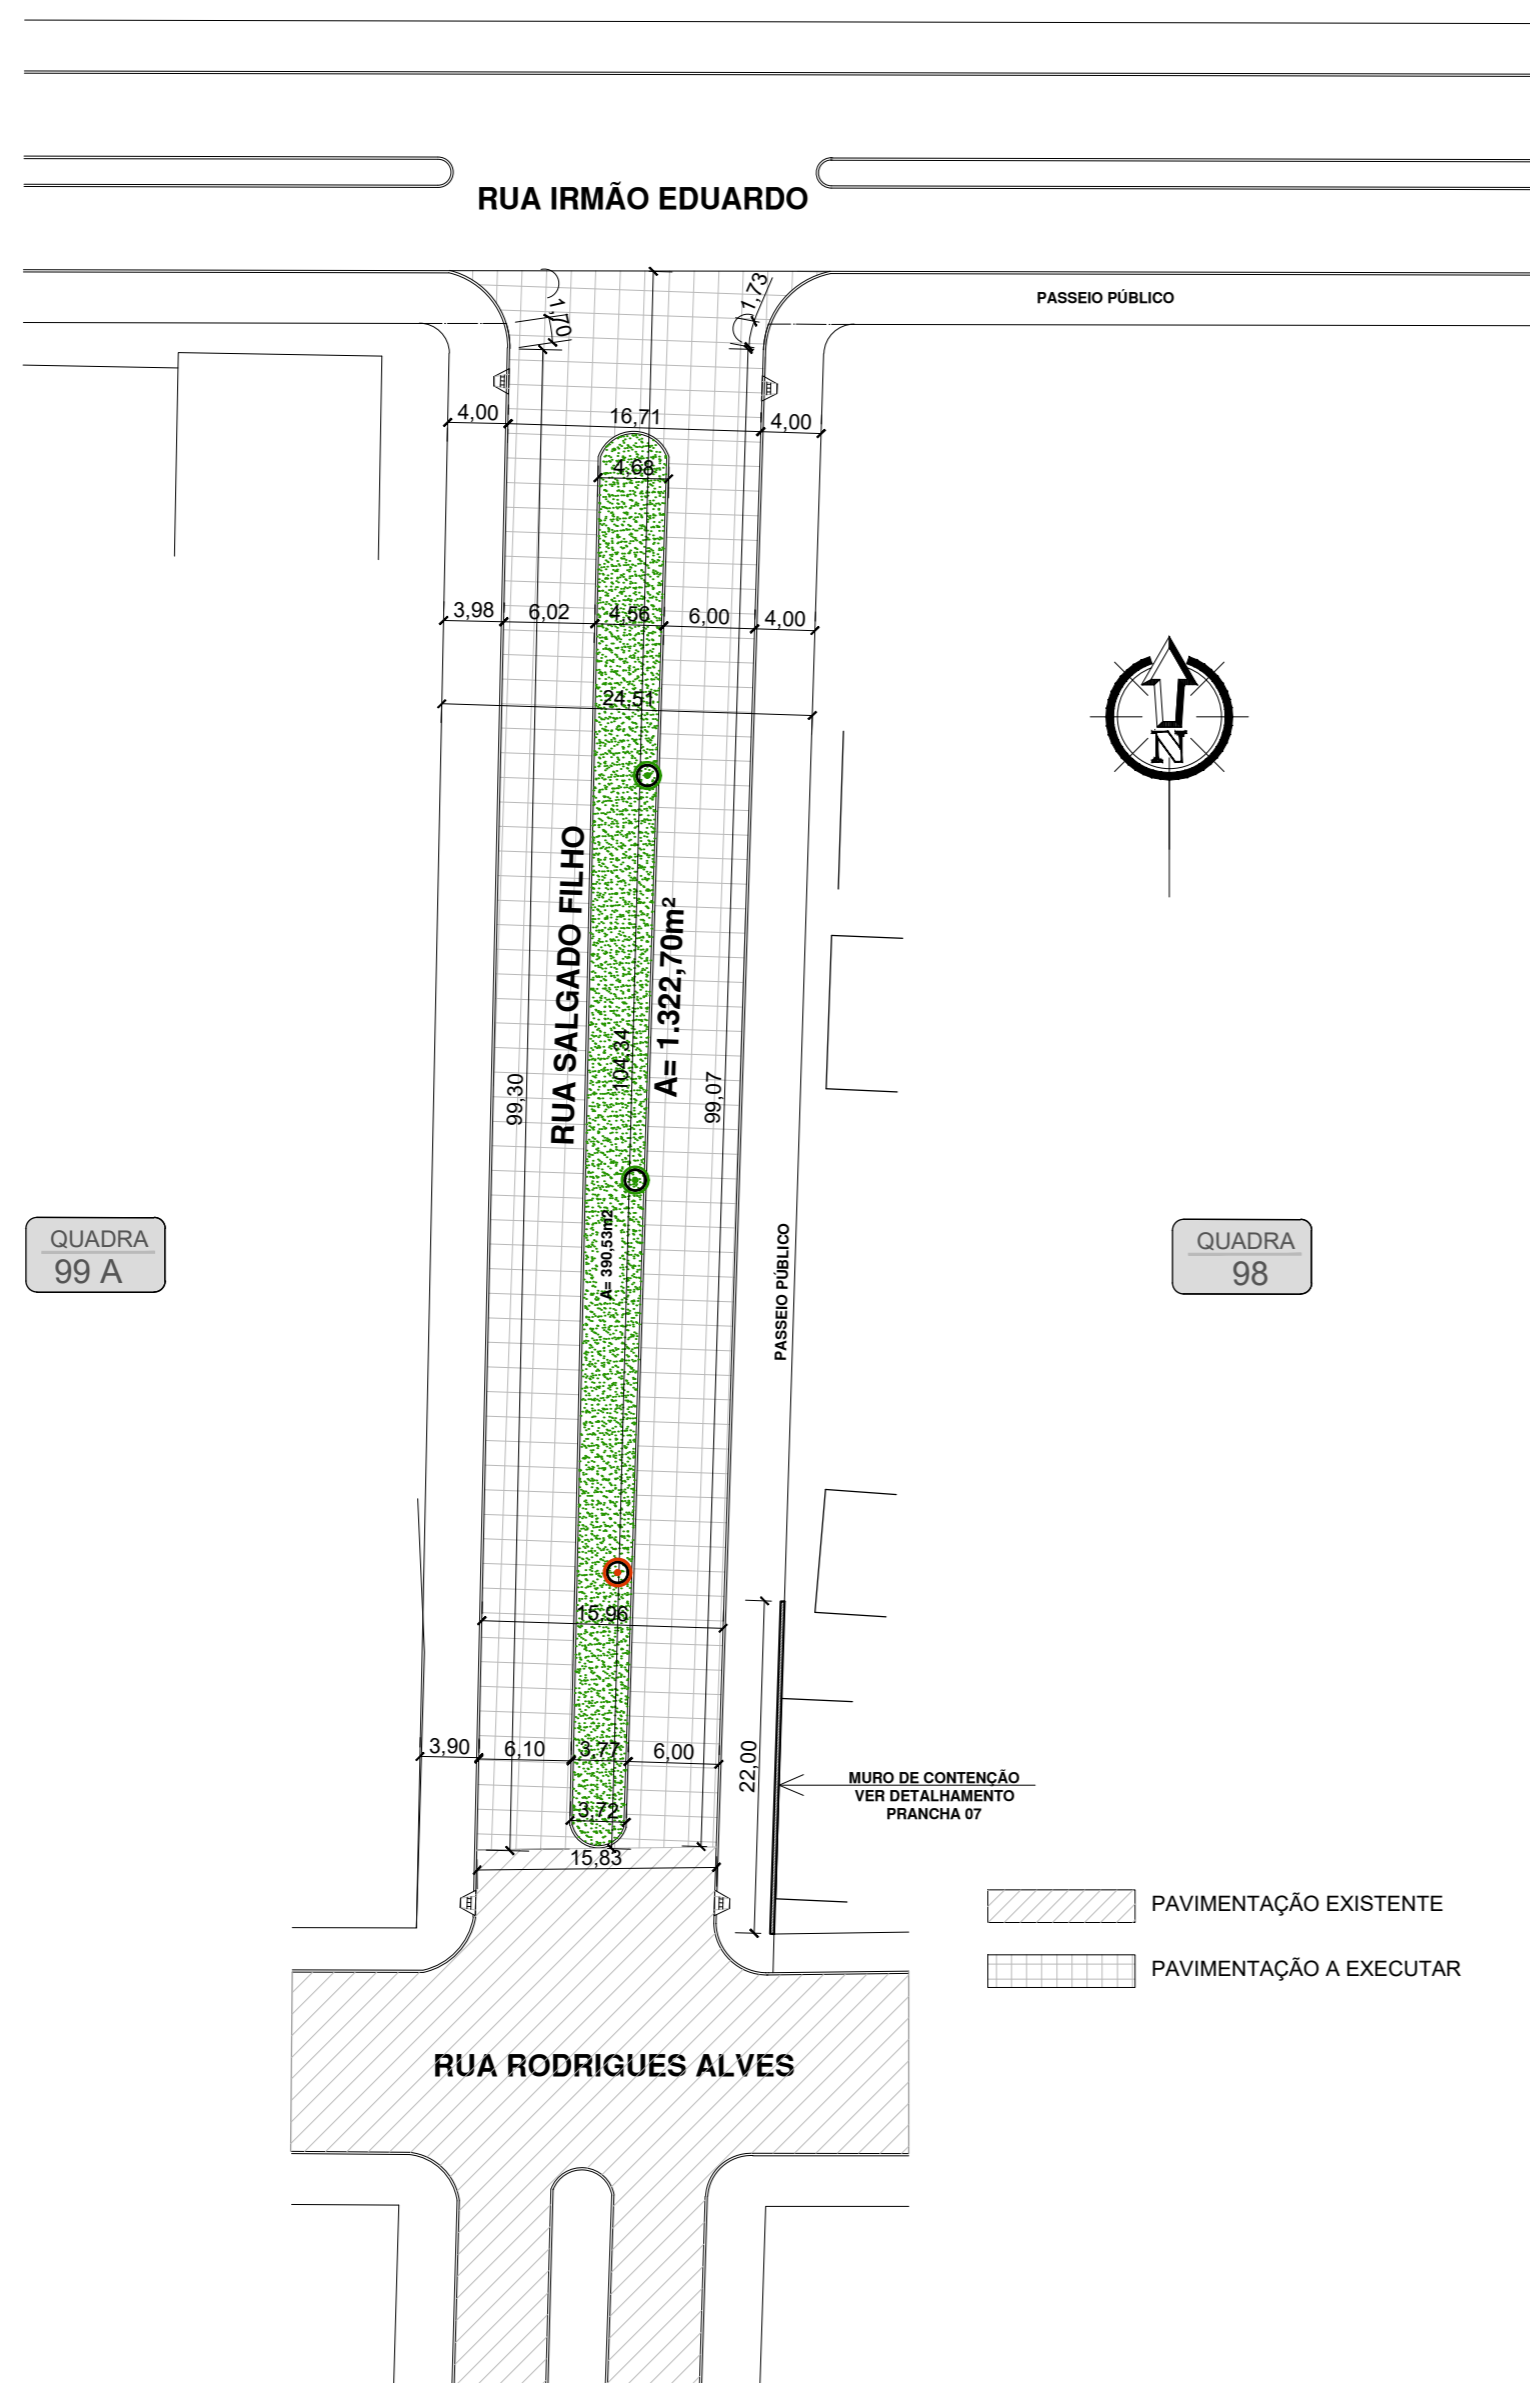 RUA IRMÃO EDUARDO
PASSEIO PÚBLICO
1,70
1,73
4,00
16,71
4,00
4,68
3,98
6,02
4,56
6,00
4,00
24,51
N
RUA SALGADO FILHO
A= 1.322,70m²
104,34
99,30
99,07
A= 390,53m2
PASSEIO PÚBLICO
QUADRA
99 A
QUADRA
98
15,96
3,90
6,10
3,77
6,00
22,00
MURO DE CONTENÇÃO
VER DETALHAMENTO
PRANCHA 07
3,72
15,83
PAVIMENTAÇÃO EXISTENTE
PAVIMENTAÇÃO A EXECUTAR
RUA RODRIGUES ALVES